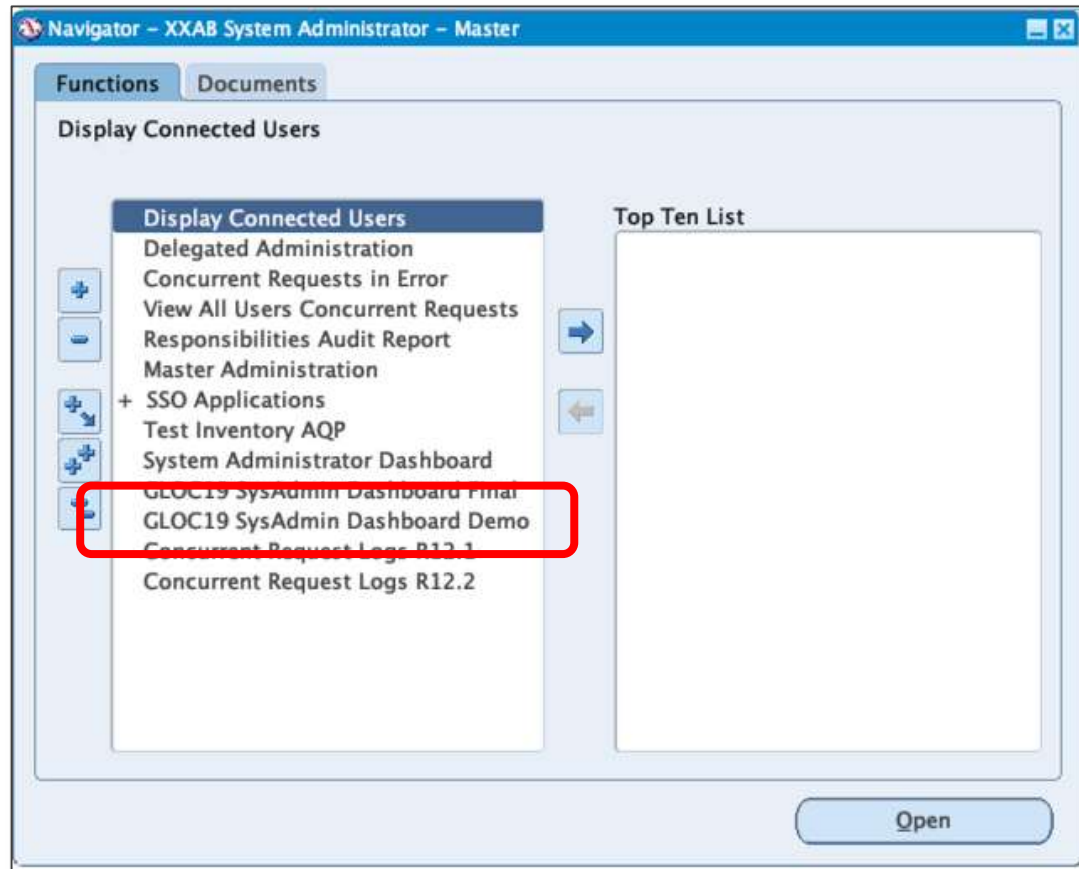 Navigator – XXAB System Administrator – Master
Functions
Documents
Display Connected Users
Display Connected Users
Delegated Administration
Concurrent Requests in Error
View All Users Concurrent Requests
Responsibilities Audit Report
Master Administration
+ SSO Applications
Test Inventory AQP
System Administrator Dashboard
GLOC19 SysAdmin Dashboard Final
GLOC19 SysAdmin Dashboard Demo
Concurrent Request Logs R12.1
Concurrent Request Logs R12.2
Top Ten List
Open